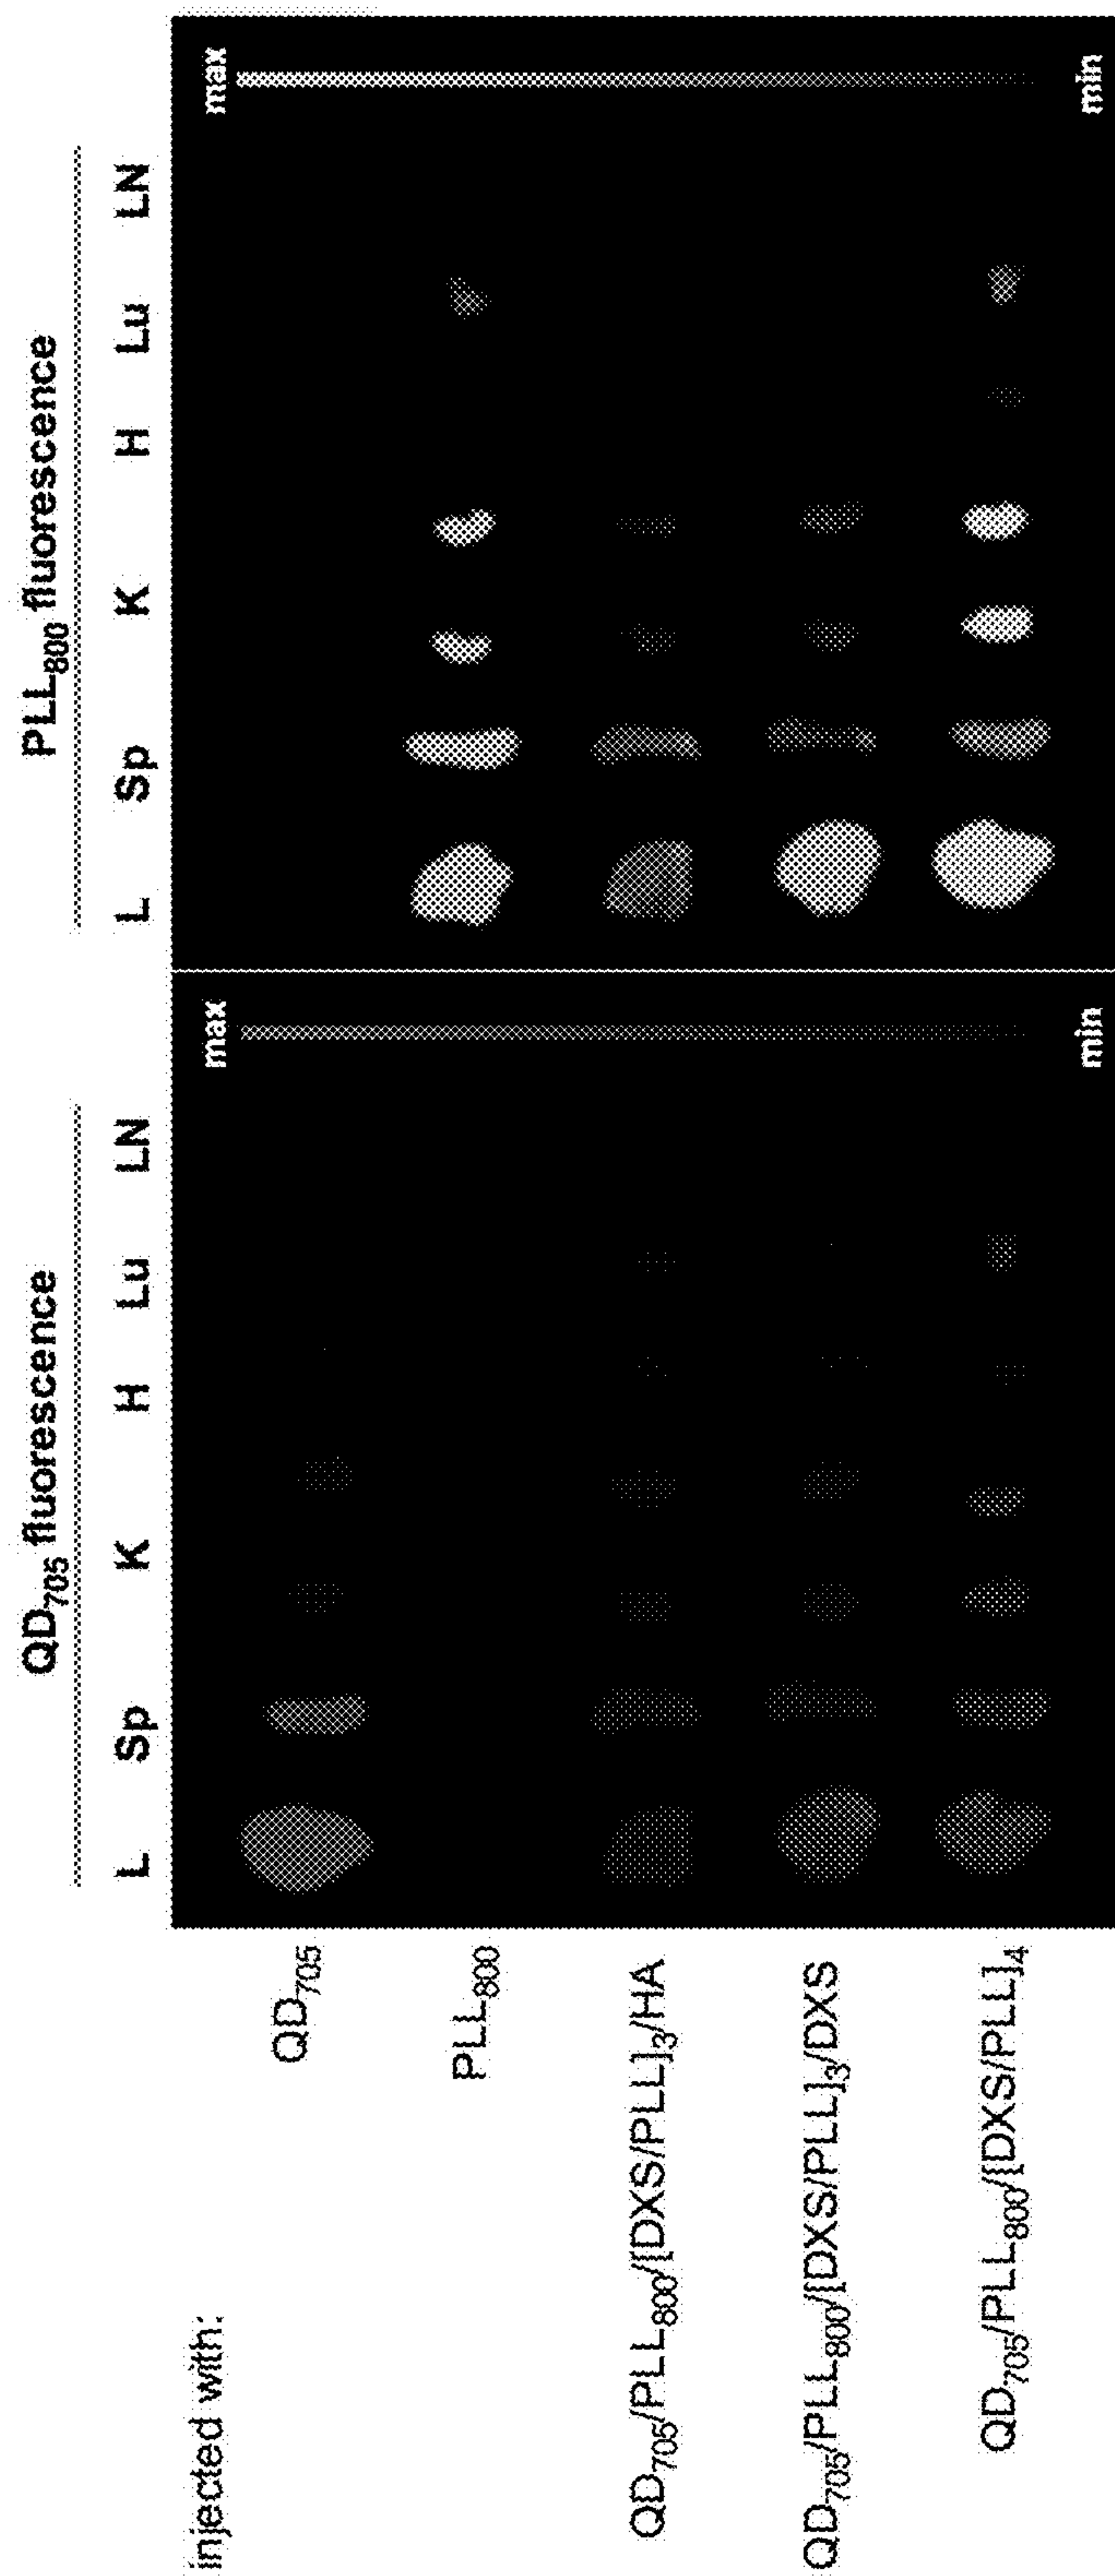 QD₇₀₅ fluorescence
PLL₈₀₀ fluorescence
L Sp K H Lu LN
L Sp K H Lu LN
injected with:
max
max
QD₇₀₅
PLL₈₀₀
QD₇₀₅/PLL₈₀₀/[DXS/PLL]₃/HA
QD₇₀₅/PLL₈₀₀/[DXS/PLL]₃/DXS
QD₇₀₅/PLL₈₀₀/[DXS/PLL]₄
min
min